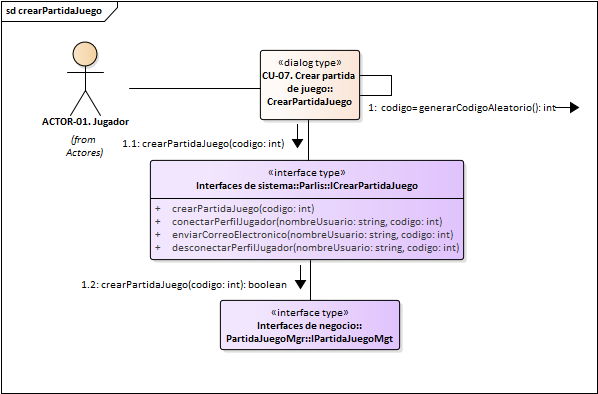 sd crearPartidaJuego
«dialog type»
CU-07. Crear partida
de juego::
CrearPartidaJuego
1: codigo=generarCodigoAleatorio(): int
ACTOR-01. Jugador
(from
Actores)
1.1: crearPartidaJuego(codigo: int)
«interface type»
Interfaces de sistema::Parlis::ICrearPartidaJuego
+ crearPartidaJuego(codigo: int)
+ conectarPerfilJugador(nombreUsuario: string, codigo: int)
+ enviarCorreoElectronico(nombreUsuario: string, codigo: int)
+ desconectarPerfilJugador(nombreUsuario: string, codigo: int)
1.2: crearPartidaJuego(codigo: int): boolean
«interface type»
Interfaces de negocio::
PartidaJuegoMgr::IPartidaJuegoMgt